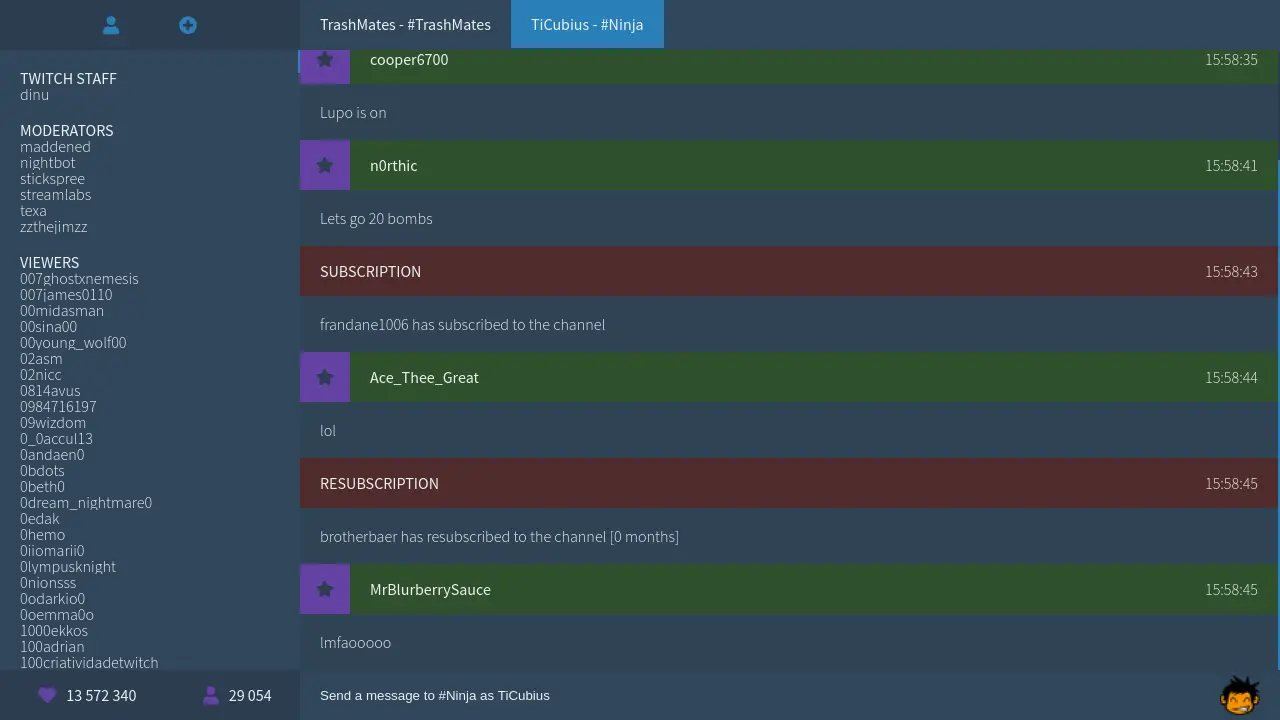 TrashMates - #TrashMates
TiCubius - #Ninja
TWITCH STAFF
dinu
MODERATORS
maddened
nightbot
stickspree
streamlabs
texa
zzthejimzz
VIEWERS
007ghostxnemesis
007james0110
00midasman
00sina00
00young_wolf00
02asm
02nicc
0814avus
0984716197
09wizdom
0_0accul13
0andaen0
0bdots
0beth0
0dream_nightmare0
0edak
0hemo
0iiomarii0
0lympusknight
0nionsss
0odarkio0
0oemma0o
1000ekkos
100adrian
100criatividadetwitch
13 572 340
29 054
cooper6700 15:58:35
Lupo is on
n0rthic 15:58:41
Lets go 20 bombs
SUBSCRIPTION 15:58:43
frandane1006 has subscribed to the channel
Ace_Thee_Great 15:58:44
lol
RESUBSCRIPTION 15:58:45
brotherbaer has resubscribed to the channel [0 months]
MrBlurberrySauce 15:58:45
lmfaooooo
Send a message to #Ninja as TiCubius